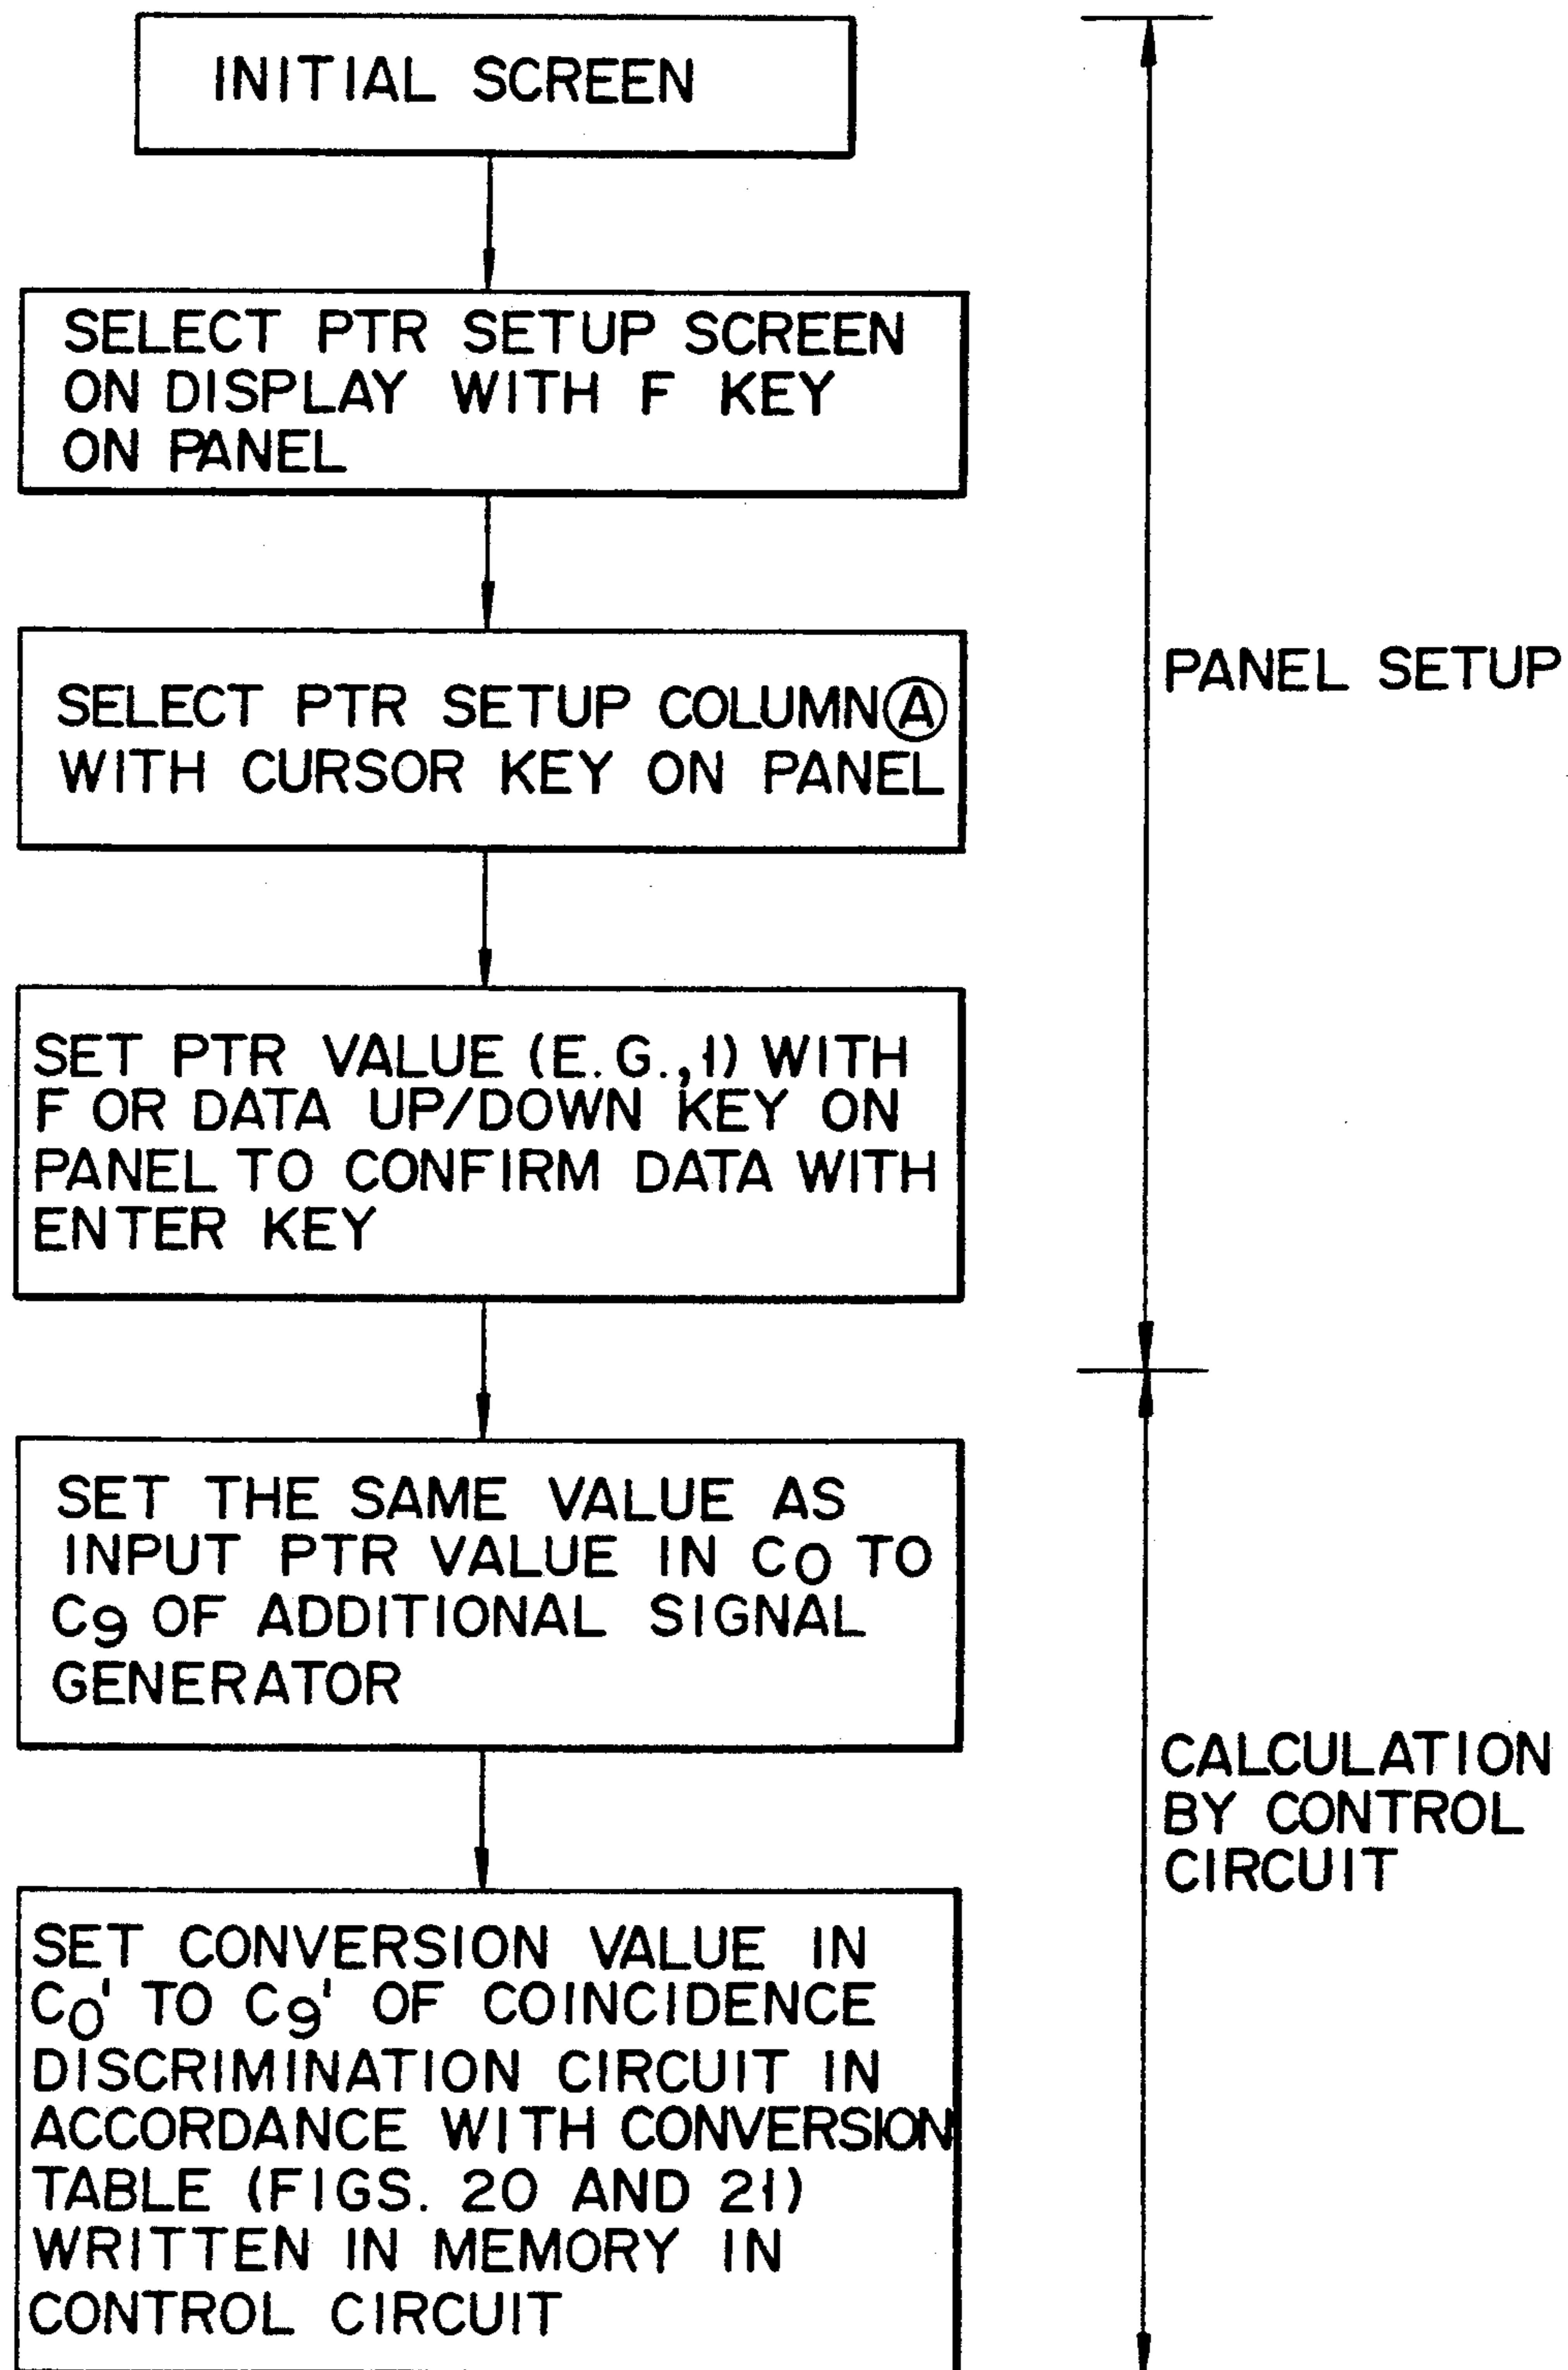 INITIAL SCREEN
SELECT PTR SETUP SCREEN
ON DISPLAY WITH F KEY
ON PANEL
SELECT PTR SETUP COLUMN Ⓐ
WITH CURSOR KEY ON PANEL
SET PTR VALUE (E.G.,1) WITH
F OR DATA UP/DOWN KEY ON
PANEL TO CONFIRM DATA WITH
ENTER KEY
PANEL SETUP
SET THE SAME VALUE AS
INPUT PTR VALUE IN C0 TO
C9 OF ADDITIONAL SIGNAL
GENERATOR
SET CONVERSION VALUE IN
C0' TO C9' OF COINCIDENCE
DISCRIMINATION CIRCUIT IN
ACCORDANCE WITH CONVERSION
TABLE (FIGS. 20 AND 21)
WRITTEN IN MEMORY IN
CONTROL CIRCUIT
CALCULATION
BY CONTROL
CIRCUIT